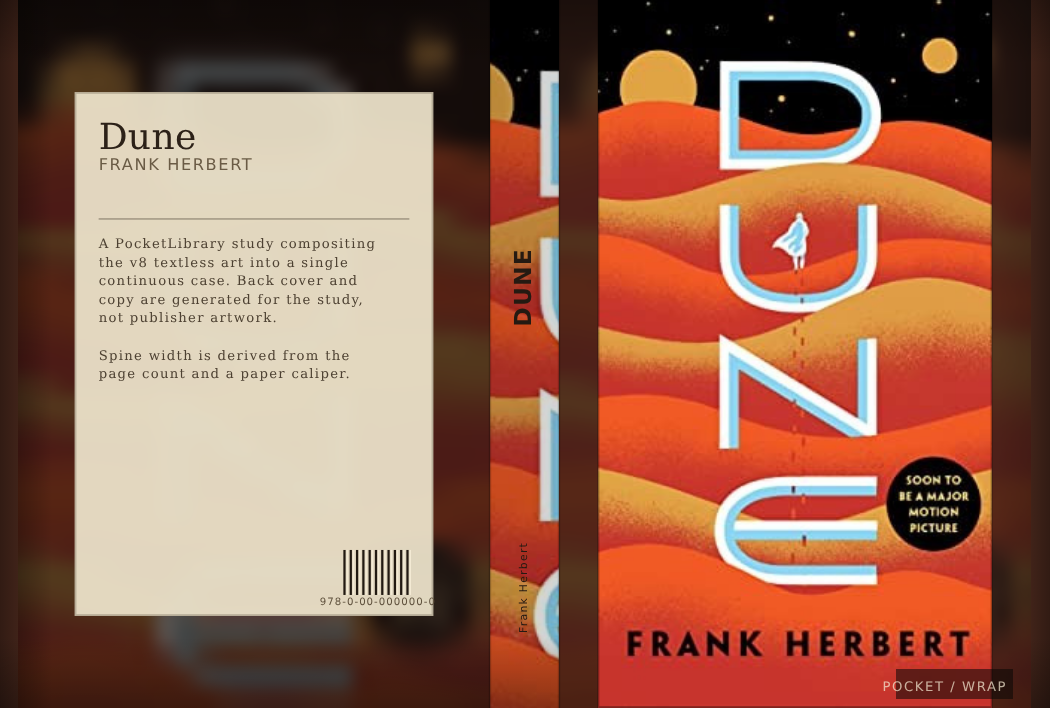 Dune
FRANK HERBERT
A PocketLibrary study compositing
the v8 textless art into a single
continuous case. Back cover and
copy are generated for the study,
not publisher artwork.
Spine width is derived from the
page count and a paper caliper.
978-0-00-000000-0
DUNE
Frank Herbert
DUNE
SOON TO
BE A MAJOR
MOTION
PICTURE
FRANK HERBERT
POCKET / WRAP